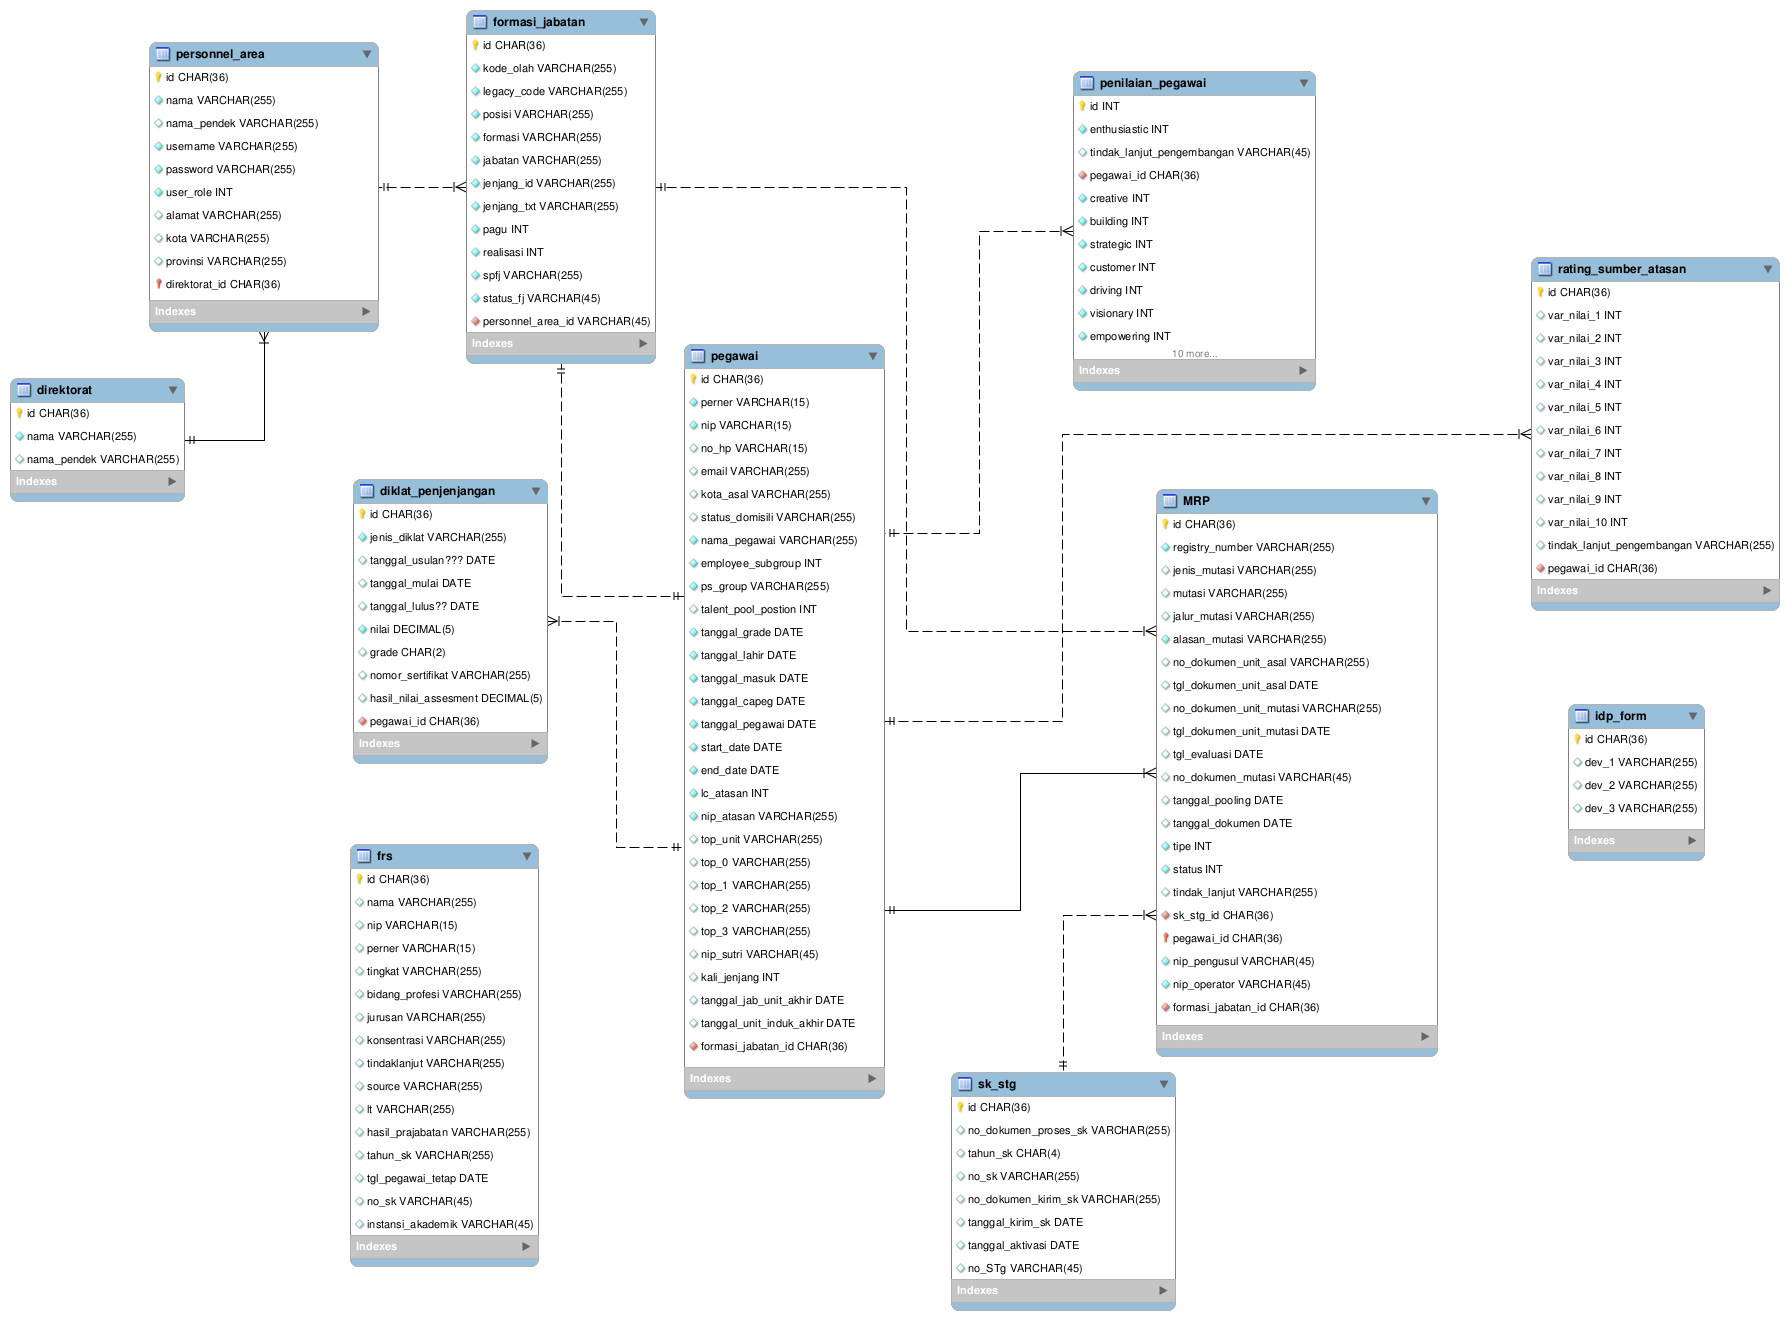 formasi_jabatan
id CHAR(36)
kode_olah VARCHAR(255)
legacy_code VARCHAR(255)
posisi VARCHAR(255)
formasi VARCHAR(255)
jabatan VARCHAR(255)
jenjang_id VARCHAR(255)
jenjang_txt VARCHAR(255)
pagu INT
realisasi INT
spfj VARCHAR(255)
status_fj VARCHAR(45)
personnel_area_id VARCHAR(45)
Indexes
personnel_area
id CHAR(36)
nama VARCHAR(255)
nama_pendek VARCHAR(255)
username VARCHAR(255)
password VARCHAR(255)
user_role INT
alamat VARCHAR(255)
kota VARCHAR(255)
provinsi VARCHAR(255)
direktorat_id CHAR(36)
Indexes
penilaian_pegawai
id INT
enthusiastic INT
tindak_lanjut_pengembangan VARCHAR(45)
pegawai_id CHAR(36)
creative INT
building INT
strategic INT
customer INT
driving INT
visionary INT
empowering INT
10 more...
Indexes
rating_sumber_atasan
id CHAR(36)
var_nilai_1 INT
var_nilai_2 INT
var_nilai_3 INT
var_nilai_4 INT
var_nilai_5 INT
var_nilai_6 INT
var_nilai_7 INT
var_nilai_8 INT
var_nilai_9 INT
var_nilai_10 INT
tindak_lanjut_pengembangan VARCHAR(255)
pegawai_id CHAR(36)
Indexes
direktorat
id CHAR(36)
nama VARCHAR(255)
nama_pendek VARCHAR(255)
Indexes
pegawai
id CHAR(36)
perner VARCHAR(15)
nip VARCHAR(15)
no_hp VARCHAR(15)
email VARCHAR(255)
kota_asal VARCHAR(255)
status_domisili VARCHAR(255)
nama_pegawai VARCHAR(255)
employee_subgroup INT
ps_group VARCHAR(255)
talent_pool_postion INT
tanggal_grade DATE
tanggal_lahir DATE
tanggal_masuk DATE
tanggal_capeg DATE
tanggal_pegawai DATE
start_date DATE
end_date DATE
lc_atasan INT
nip_atasan VARCHAR(255)
top_unit VARCHAR(255)
top_0 VARCHAR(255)
top_1 VARCHAR(255)
top_2 VARCHAR(255)
top_3 VARCHAR(255)
nip_sutri VARCHAR(45)
kali_jenjang INT
tanggal_jab_unit_akhir DATE
tanggal_unit_induk_akhir DATE
formasi_jabatan_id CHAR(36)
Indexes
diklat_penjenjangan
id CHAR(36)
jenis_diklat VARCHAR(255)
tanggal_usulan??? DATE
tanggal_mulai DATE
tanggal_lulus?? DATE
nilai DECIMAL(5)
grade CHAR(2)
nomor_sertifikat VARCHAR(255)
hasil_nilai_assesment DECIMAL(5)
pegawai_id CHAR(36)
Indexes
MRP
id CHAR(36)
registry_number VARCHAR(255)
jenis_mutasi VARCHAR(255)
mutasi VARCHAR(255)
jalur_mutasi VARCHAR(255)
alasan_mutasi VARCHAR(255)
no_dokumen_unit_asal VARCHAR(255)
tgl_dokumen_unit_asal DATE
no_dokumen_unit_mutasi VARCHAR(255)
tgl_dokumen_unit_mutasi DATE
tgl_evaluasi DATE
no_dokumen_mutasi VARCHAR(45)
tanggal_pooling DATE
tanggal_dokumen DATE
tipe INT
status INT
tindak_lanjut VARCHAR(255)
sk_stg_id CHAR(36)
pegawai_id CHAR(36)
nip_pengusul VARCHAR(45)
nip_operator VARCHAR(45)
formasi_jabatan_id CHAR(36)
Indexes
idp_form
id CHAR(36)
dev_1 VARCHAR(255)
dev_2 VARCHAR(255)
dev_3 VARCHAR(255)
Indexes
frs
id CHAR(36)
nama VARCHAR(255)
nip VARCHAR(15)
perner VARCHAR(15)
tingkat VARCHAR(255)
bidang_profesi VARCHAR(255)
jurusan VARCHAR(255)
konsentrasi VARCHAR(255)
tindaklanjut VARCHAR(255)
source VARCHAR(255)
lt VARCHAR(255)
hasil_prajabatan VARCHAR(255)
tahun_sk VARCHAR(255)
tgl_pegawai_tetap DATE
no_sk VARCHAR(45)
instansi_akademik VARCHAR(45)
Indexes
sk_stg
id CHAR(36)
no_dokumen_proses_sk VARCHAR(255)
tahun_sk CHAR(4)
no_sk VARCHAR(255)
no_dokumen_kirim_sk VARCHAR(255)
tanggal_kirim_sk DATE
tanggal_aktivasi DATE
no_STg VARCHAR(45)
Indexes